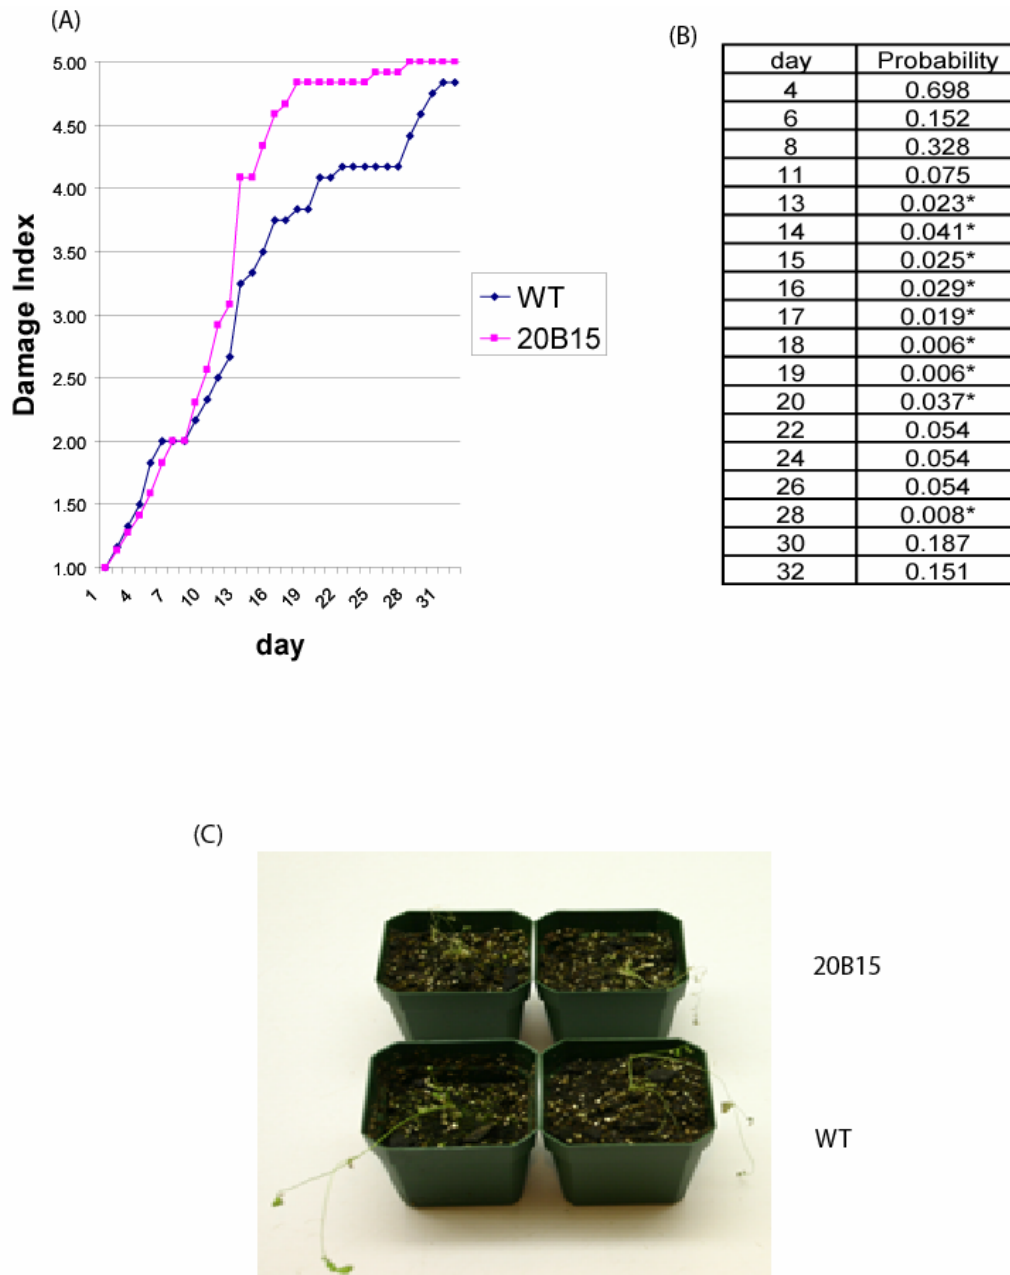 (A)
5.00
4.50
4.00
3.50
3.00
2.50
2.00
1.50
1.00
Damage Index
1 4 7 10 13 16 19 22 25 28 31
day
WT
20B15
(B)
day Probability
4 0.698
6 0.152
8 0.328
11 0.075
13 0.023*
14 0.041*
15 0.025*
16 0.029*
17 0.019*
18 0.006*
19 0.006*
20 0.037*
22 0.054
24 0.054
26 0.054
28 0.008*
30 0.187
32 0.151
(C)
20B15
WT